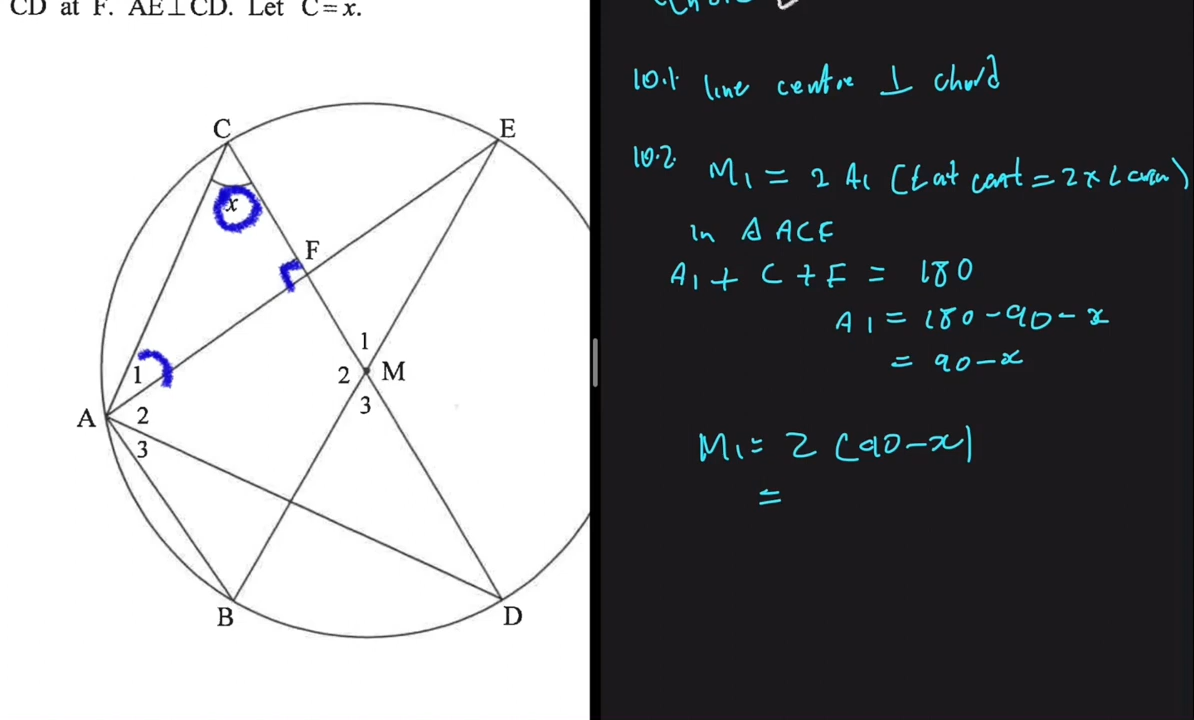 CD at F. AE⊥CD. Let C=x.
C
E
x
F
1
1
2
M
A
2
3
3
B
D
10.1 line centre ⊥ chord
10.2 M1 = 2 A1 (∠ at cent = 2x∠ circum)
in Δ ACF
A1 + C + F = 180
A1 = 180-90-x
= 90-x
M1 = 2 (90-x)
=